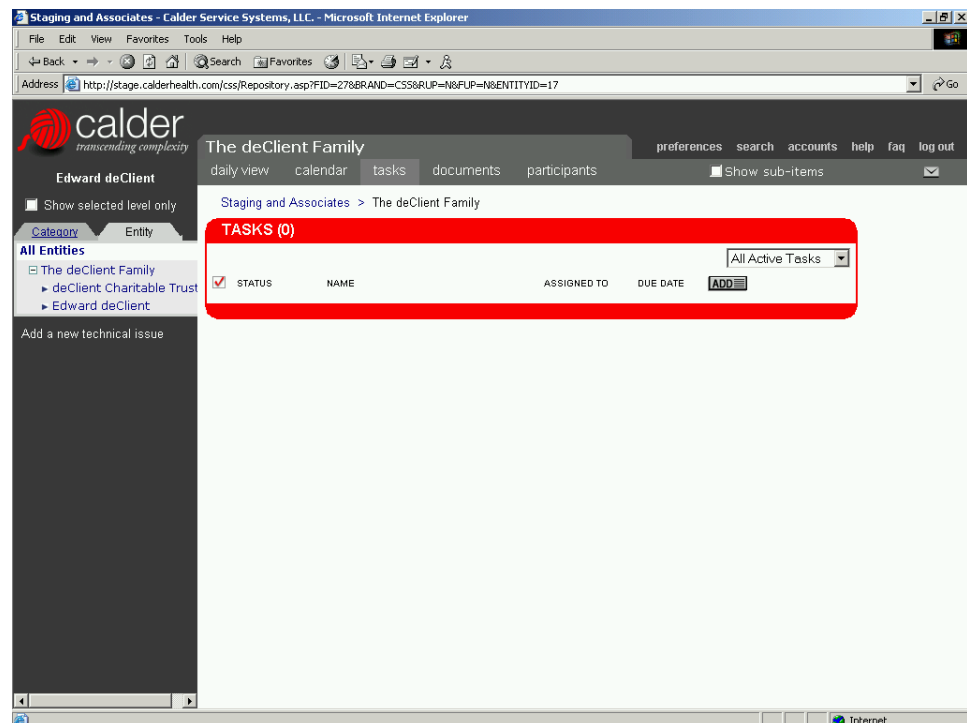 Staging and Associates - Calder Service Systems, LLC. - Microsoft Internet Explorer
File Edit View Favorites Tools Help
Back Search Favorites
Address http://stage.calderhealth.com/css/Repository.asp?FID=27&BRAND=CSS&RUP=N&FUP=N&ENTITYID=17 Go
calder
transcending complexity
The deClient Family
preferences search accounts help faq log out
Edward deClient
daily view calendar tasks documents participants Show sub-items
Show selected level only
Staging and Associates > The deClient Family
Category Entity
TASKS (0)
All Entities
The deClient Family
deClient Charitable Trust
Edward deClient
All Active Tasks
STATUS NAME ASSIGNED TO DUE DATE ADD
Add a new technical issue
Internet